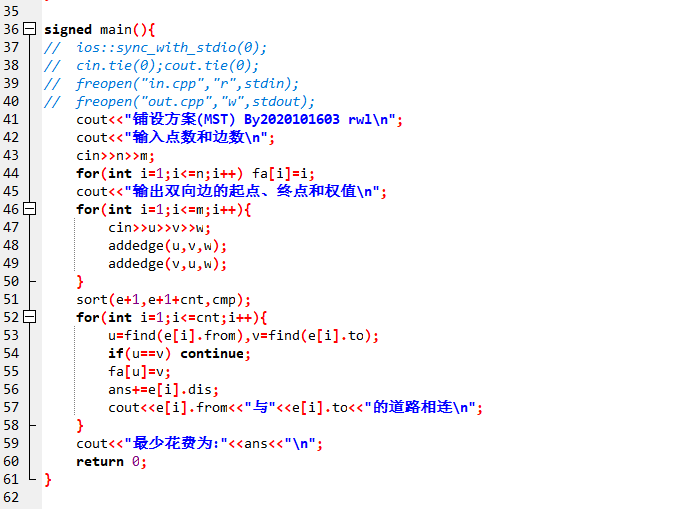 35
36 signed main(){
37 //  ios::sync_with_stdio(0);
38 //  cin.tie(0);cout.tie(0);
39 //  freopen("in.cpp","r",stdin);
40 //  freopen("out.cpp","w",stdout);
41     cout<<"铺设方案(MST) By2020101603 rwl\n";
42     cout<<"输入点数和边数\n";
43     cin>>n>>m;
44     for(int i=1;i<=n;i++) fa[i]=i;
45     cout<<"输出双向边的起点、终点和权值\n";
46     for(int i=1;i<=m;i++){
47         cin>>u>>v>>w;
48         addedge(u,v,w);
49         addedge(v,u,w);
50     }
51     sort(e+1,e+1+cnt,cmp);
52     for(int i=1;i<=cnt;i++){
53         u=find(e[i].from),v=find(e[i].to);
54         if(u==v) continue;
55         fa[u]=v;
56         ans+=e[i].dis;
57         cout<<e[i].from<<"与"<<e[i].to<<"的道路相连\n";
58     }
59     cout<<"最少花费为:"<<ans<<"\n";
60     return 0;
61 }
62